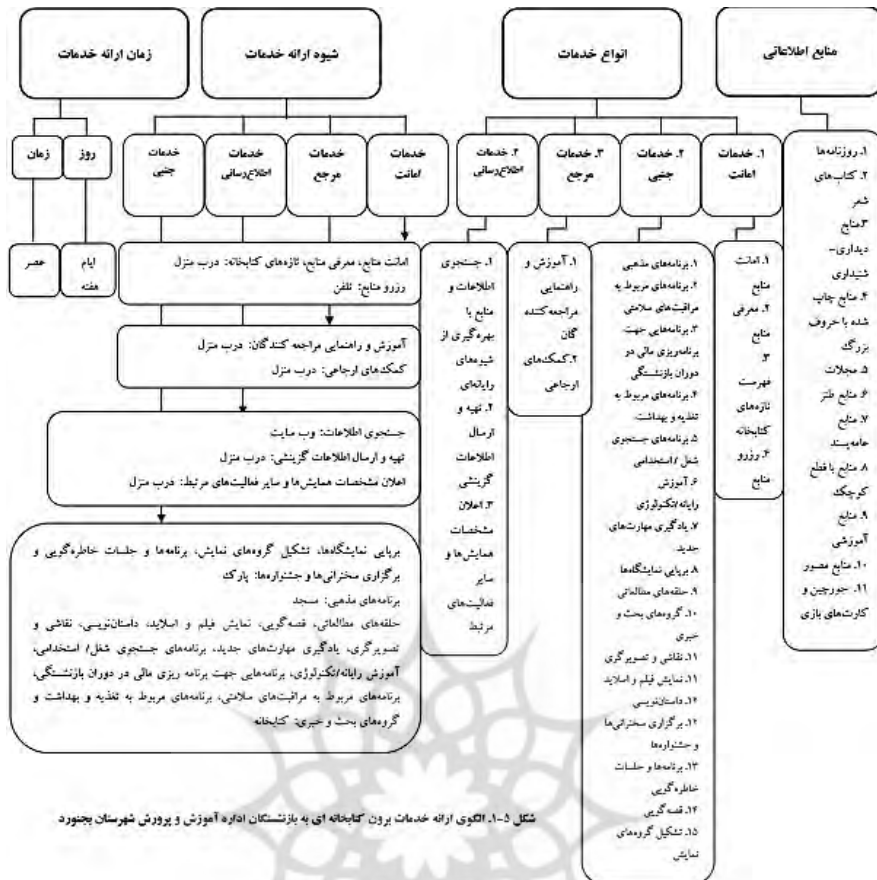 منابع اطلاعاتی
انواع خدمات
شیوه ارائه خدمات
زمان ارائه خدمات
۱. روزنامه‌ها
۲. کتاب‌های
شعر
۳.منابع
دیداری-
شنیداری
۴. منابع چاپ
شده با حروف
بزرگ
۵. مجلات
۶. منابع طنز
۷. منابع
عامه‌پسند
۸. منابع با قطع
کوچک
۹. منابع
آموزشی
۱۰. منابع مصور
۱۱. جورچین و
کارت‌های بازی
۱. خدمات
امانت
۲. خدمات
جنبی
۳. خدمات
مرجع
۴. خدمات
اطلاع‌رسانی
۱. امانت
منابع
۲. معرفی
منابع
۳.
فهرست
تازه‌های
کتابخانه
۴. رزرو
منابع
۱. برنامه‌های مذهبی
۲. برنامه‌های مربوط به
مراقبت‌های سلامتی
۳. برنامه‌هایی جهت
برنامه‌ریزی مالی در
دوران بازنشستگی
۴. برنامه‌های مربوط به
تغذیه و بهداشت
۵. برنامه‌های جستجوی
شغل / استخدامی
۶. آموزش
رایانه/تکنولوژی
۷. یادگیری مهارت‌های
جدید
۸. برپایی نمایشگاه‌ها
۹. حلقه‌های مطالعاتی
۱۰. گروه‌های بحث و
خبری
۱۱. نقاشی و تصویرگری
۱۱. نمایش فیلم و اسلاید
۱۲. داستان‌نویسی
۱۲. برگزاری سخنرانی‌ها
و جشنواره‌ها
۱۳. برنامه‌ها و جلسات
خاطره‌گویی
۱۴. قصه‌گویی
۱۵. تشکیل گروه‌های
نمایش
۱. آموزش و
راهنمایی
مراجعه‌کننده
گان
۲.کمک‌های
ارجاعی
۱. جستجوی
اطلاعات و
منابع با
بهره‌گیری از
شیوه‌های
رایانه‌ای
۲. تهیه و
ارسال
اطلاعات
گزینشی
۳. اعلان
مشخصات
همایش‌ها و
سایر
فعالیت‌های
مرتبط
خدمات
امانت
خدمات
مرجع
خدمات
اطلاع‌رسانی
خدمات
جنبی
امانت منابع، معرفی منابع، تازه‌های کتابخانه: درب منزل
رزرو منابع: تلفن
آموزش و راهنمایی مراجعه کنندگان: درب منزل
کمک‌های ارجاعی: درب منزل
جستجوی اطلاعات: وب سایت
تهیه و ارسال اطلاعات گزینشی: درب منزل
اعلان مشخصات همایش‌ها و سایر فعالیت‌های مرتبط: درب منزل
برپایی نمایشگاه‌ها، تشکیل گروه‌های نمایش، برنامه‌ها و جلسات خاطره‌گویی و
برگزاری سخنرانی‌ها و جشنواره‌ها: پارک
برنامه‌های مذهبی: مسجد
حلقه‌های مطالعاتی، قصه‌گویی، نمایش فیلم و اسلاید، داستان‌نویسی، نقاشی و
تصویرگری، یادگیری مهارت‌های جدید، برنامه‌های جستجوی شغل/ استخدامی،
آموزش رایانه/تکنولوژی، برنامه‌هایی جهت برنامه ریزی مالی در دوران بازنشستگی،
برنامه‌های مربوط به مراقبت‌های سلامتی، برنامه‌های مربوط به تغذیه و بهداشت و
گروه‌های بحث و خبری: کتابخانه
روز
زمان
ایام
هفته
عصر
شکل ۵-۱. الگوی ارائه خدمات برون کتابخانه ای به بازنشستگان اداره آموزش و پرورش شهرستان بجنورد